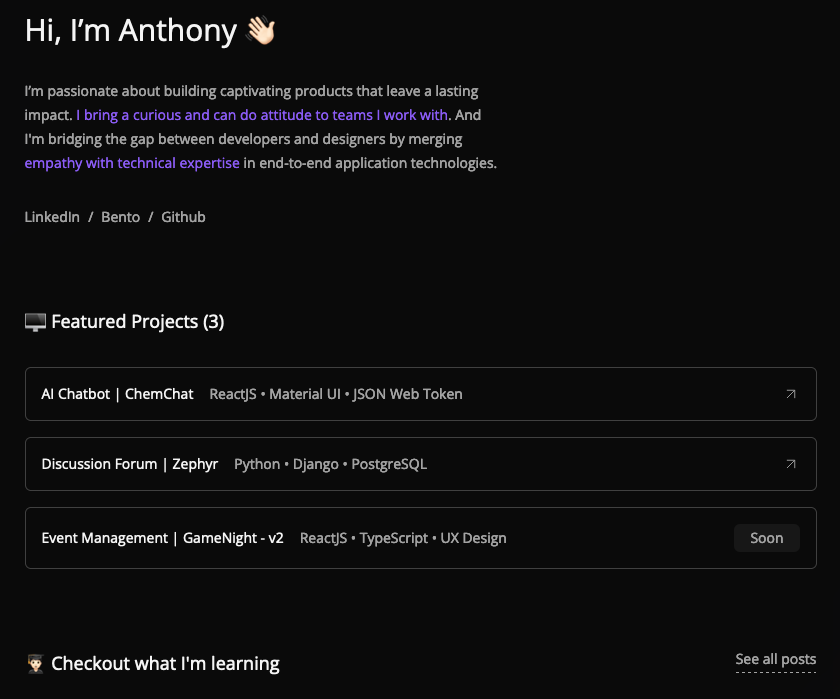 Hi, I’m Anthony 👋🏻
I’m passionate about building captivating products that leave a lasting
impact. I bring a curious and can do attitude to teams I work with. And
I'm bridging the gap between developers and designers by merging
empathy with technical expertise in end-to-end application technologies.
LinkedIn / Bento / Github
🖥️ Featured Projects (3)
AI Chatbot | ChemChat ReactJS • Material UI • JSON Web Token
Discussion Forum | Zephyr Python • Django • PostgreSQL
Event Management | GameNight - v2 ReactJS • TypeScript • UX Design Soon
👨🏻‍🎓 Checkout what I'm learning See all posts